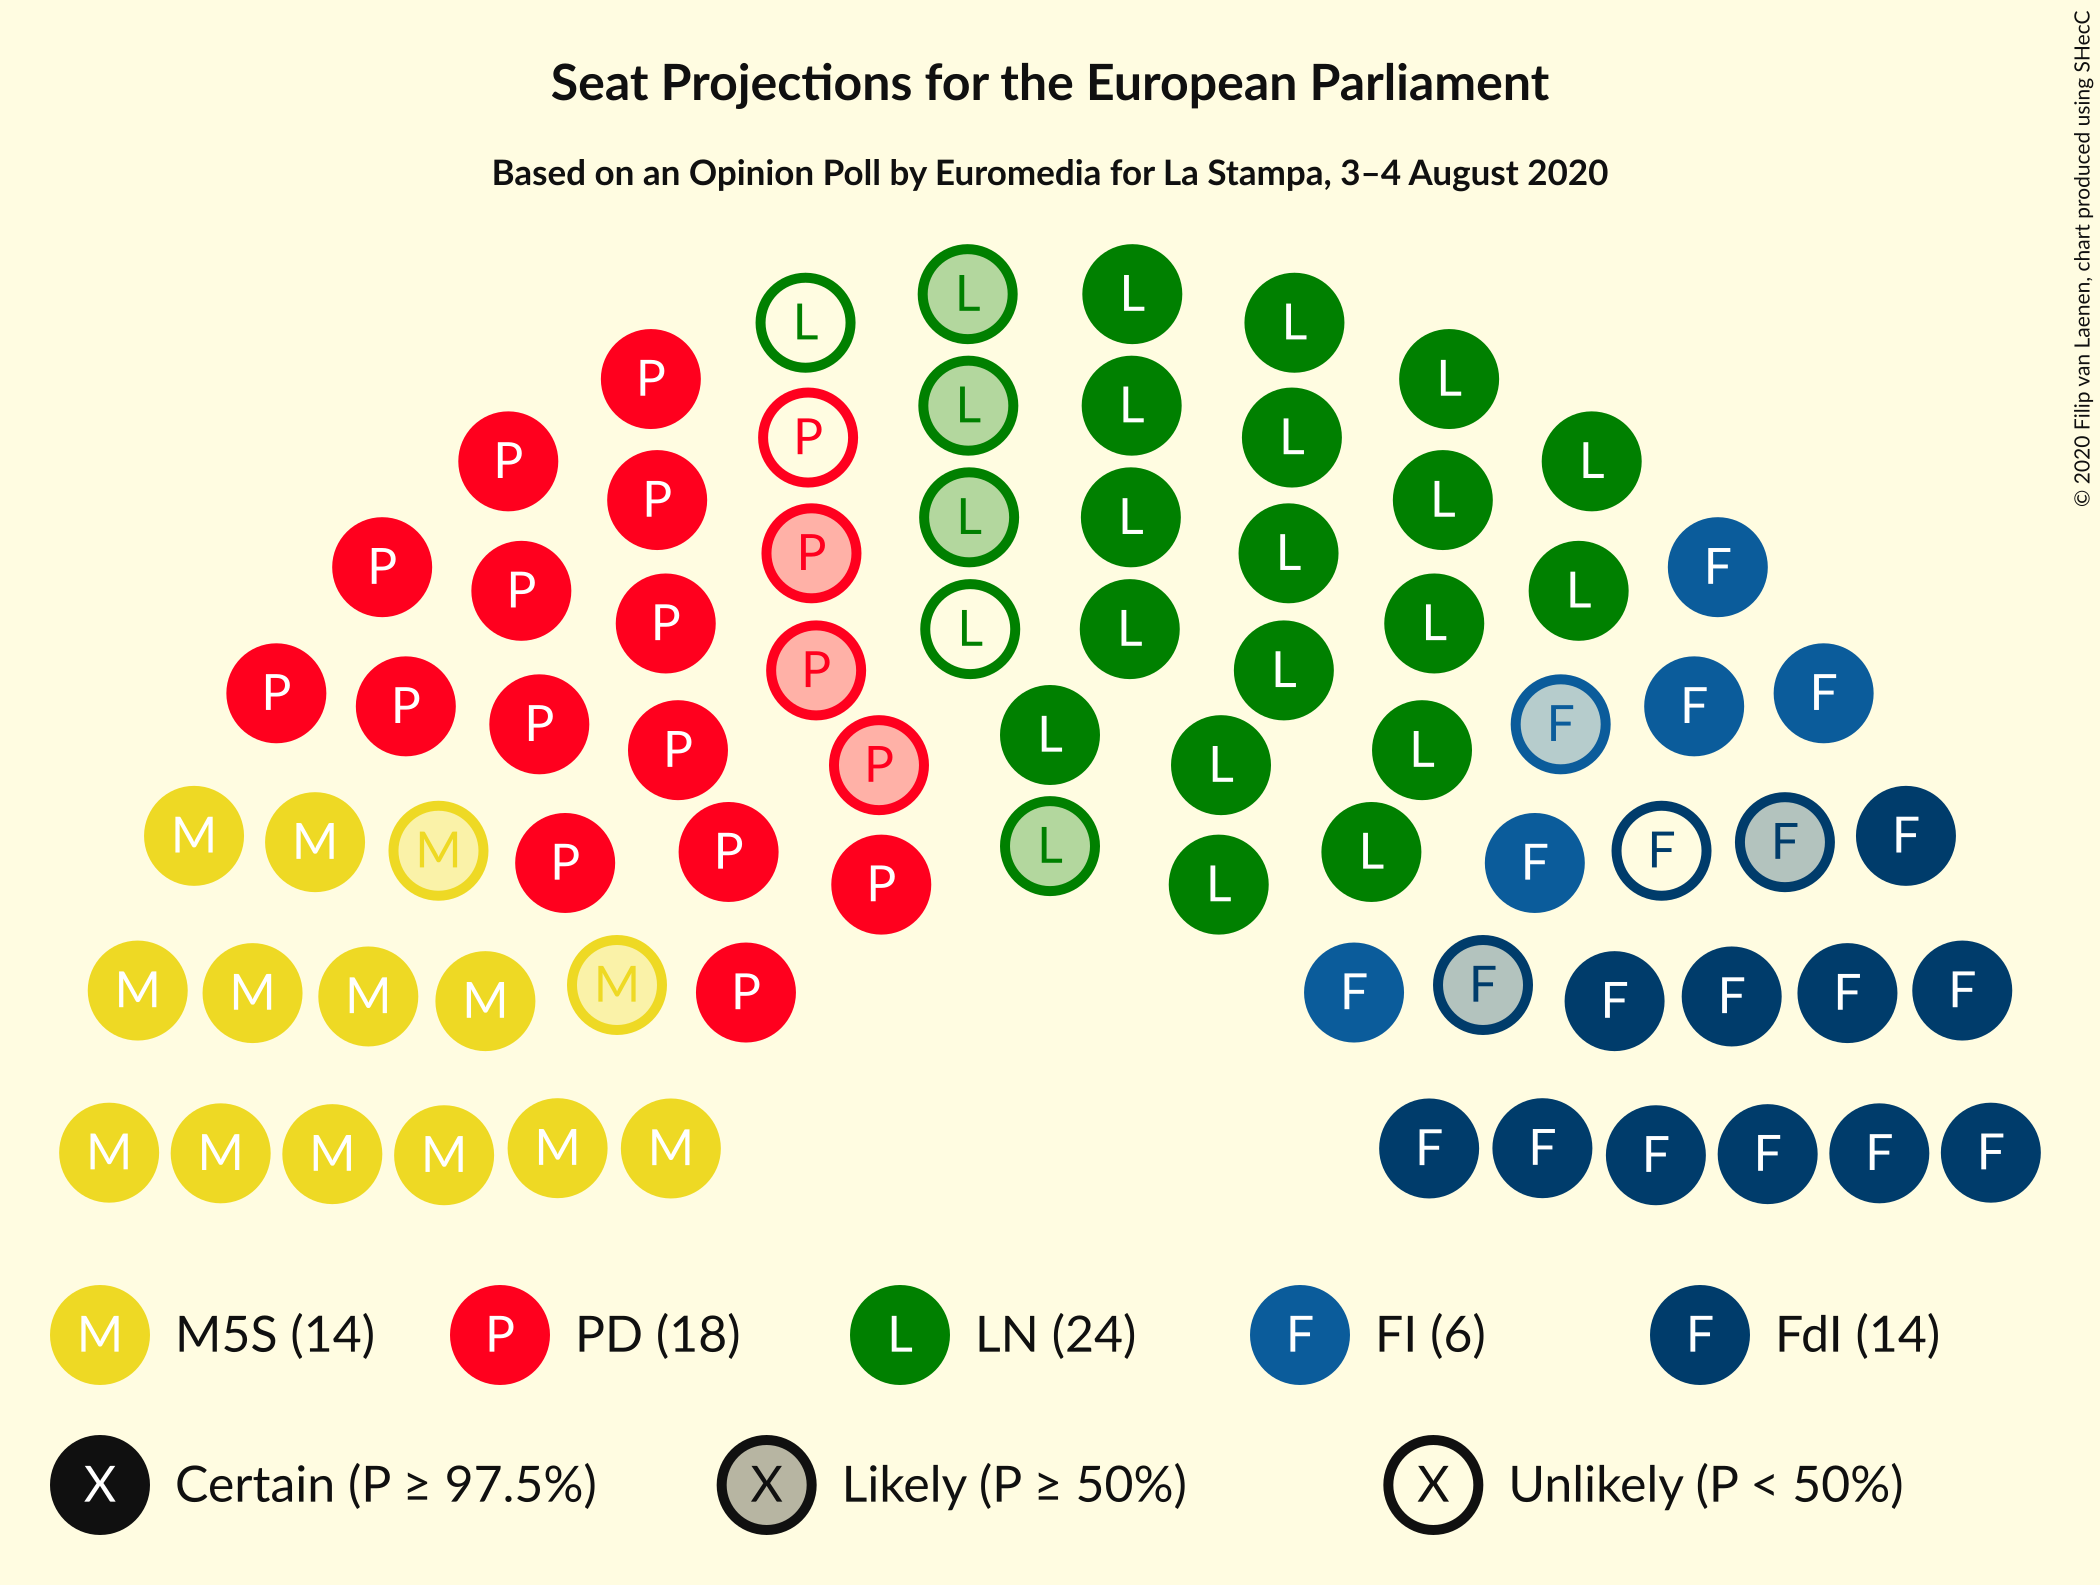 Seat Projections for the European Parliament
Based on an Opinion Poll by Euromedia for La Stampa, 3–4 August 2020
© 2020 Filip van Laenen, chart produced using SHecC
L L L L
P L L
P P L L L L
P P L L L L
P P L L L L F
P P L L L L
P P P P P L L L F F F
P L
M M M P P L L L F F F F
P L
M M M M M P F F F F F F
M M M M M M F F F F F F
M M5S (14) P PD (18) L LN (24) F FI (6) F FdI (14)
X Certain (P ≥ 97.5%) X Likely (P ≥ 50%) X Unlikely (P < 50%)